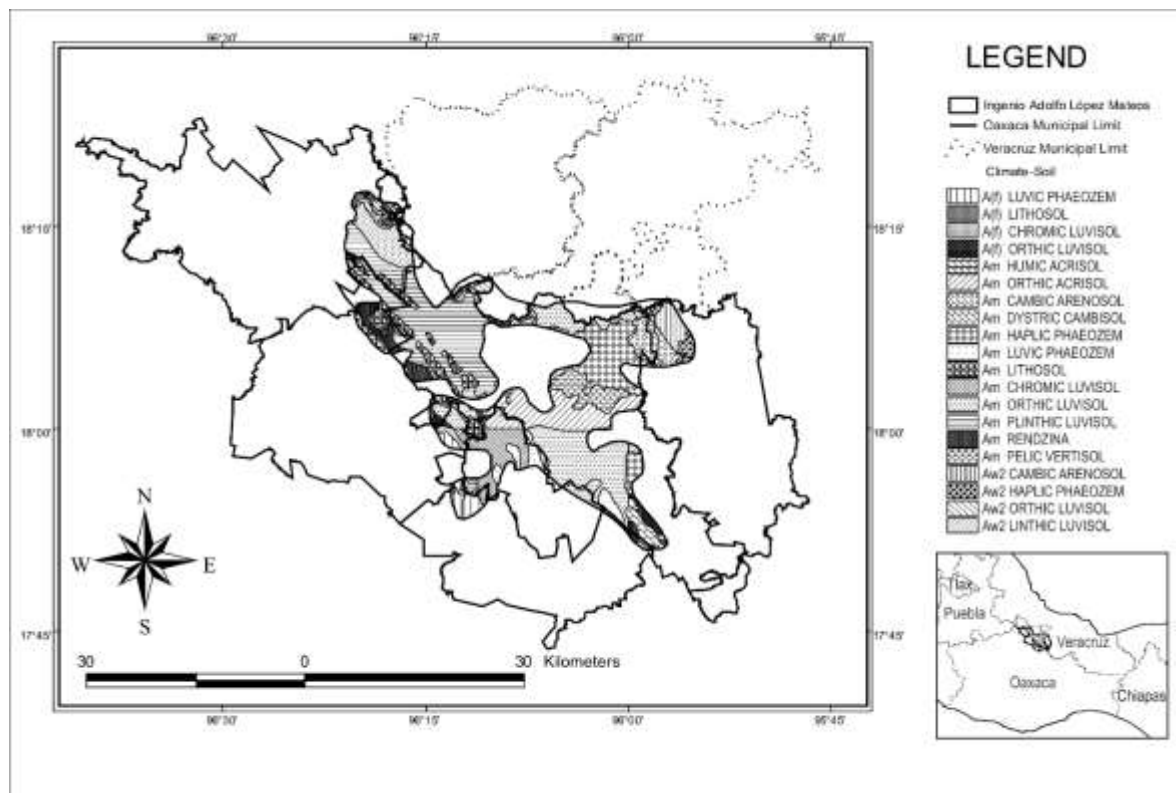 96°30'
96°15'
96°00'
95°45'
18°10'
18°15'
18°00'
18°00'
17°45'
17°45'
96°30'
96°15'
96°00'
95°45'
N
W
E
S
30
0
30 Kilometers
LEGEND
Ingenio Adolfo López Mateos
Oaxaca Municipal Limit
Veracruz Municipal Limit
Climate-Soil
A(f) LUVIC PHAEOZEM
A(f) LITHOSOL
A(f) CHROMIC LUVISOL
A(f) ORTHIC LUVISOL
Am HUMIC ACRISOL
Am ORTHIC ACRISOL
Am CAMBIC ARENOSOL
Am DYSTRIC CAMBISOL
Am HAPLIC PHAEOZEM
Am LUVIC PHAEOZEM
Am LITHOSOL
Am CHROMIC LUVISOL
Am ORTHIC LUVISOL
Am PLINTHIC LUVISOL
Am RENDZINA
Am PELIC VERTISOL
Aw2 CAMBIC ARENOSOL
Aw2 HAPLIC PHAEOZEM
Aw2 ORTHIC LUVISOL
Aw2 LINTHIC LUVISOL
Tlax
Puebla
Veracruz
Oaxaca
Chiapas